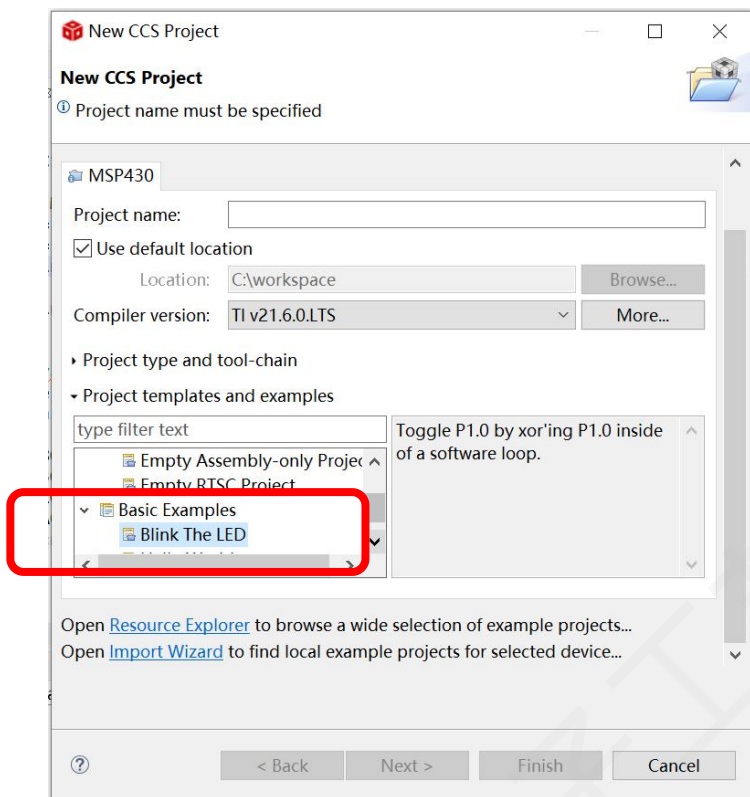 New CCS Project
New CCS Project
Project name must be specified
MSP430
Project name:
Use default location
Location: C:\workspace Browse...
Compiler version: TI v21.6.0.LTS More...
Project type and tool-chain
Project templates and examples
type filter text
Empty Assembly-only Projec
Empty RTSC Project
Basic Examples
Blink The LED
Toggle P1.0 by xor'ing P1.0 inside
of a software loop.
Open Resource Explorer to browse a wide selection of example projects...
Open Import Wizard to find local example projects for selected device...
< Back Next > Finish Cancel